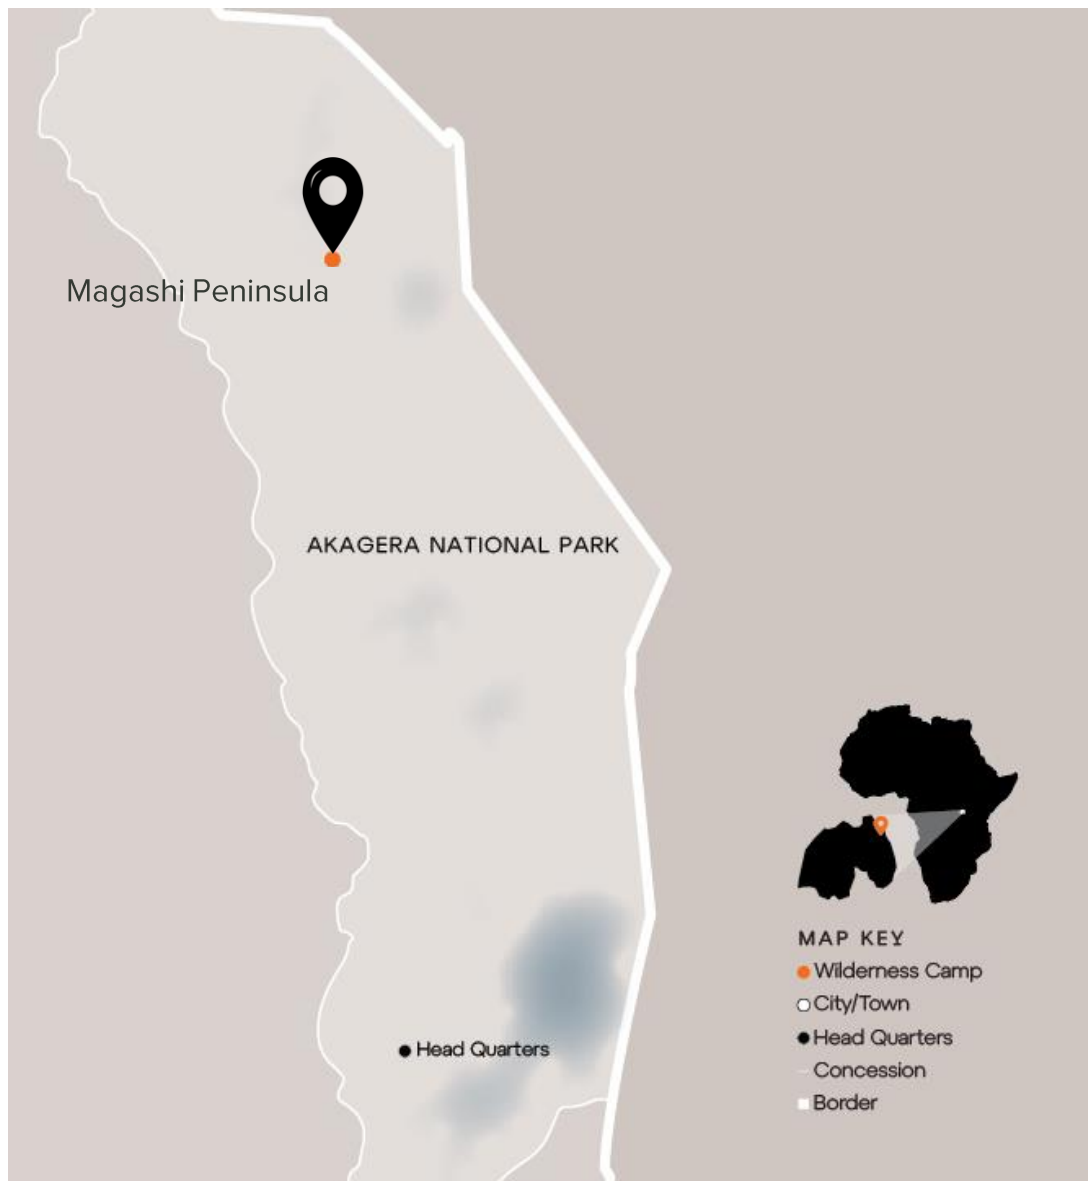 Magashi Peninsula
AKAGERA NATIONAL PARK
Head Quarters
MAP KEY
Wilderness Camp
City/Town
Head Quarters
Concession
Border